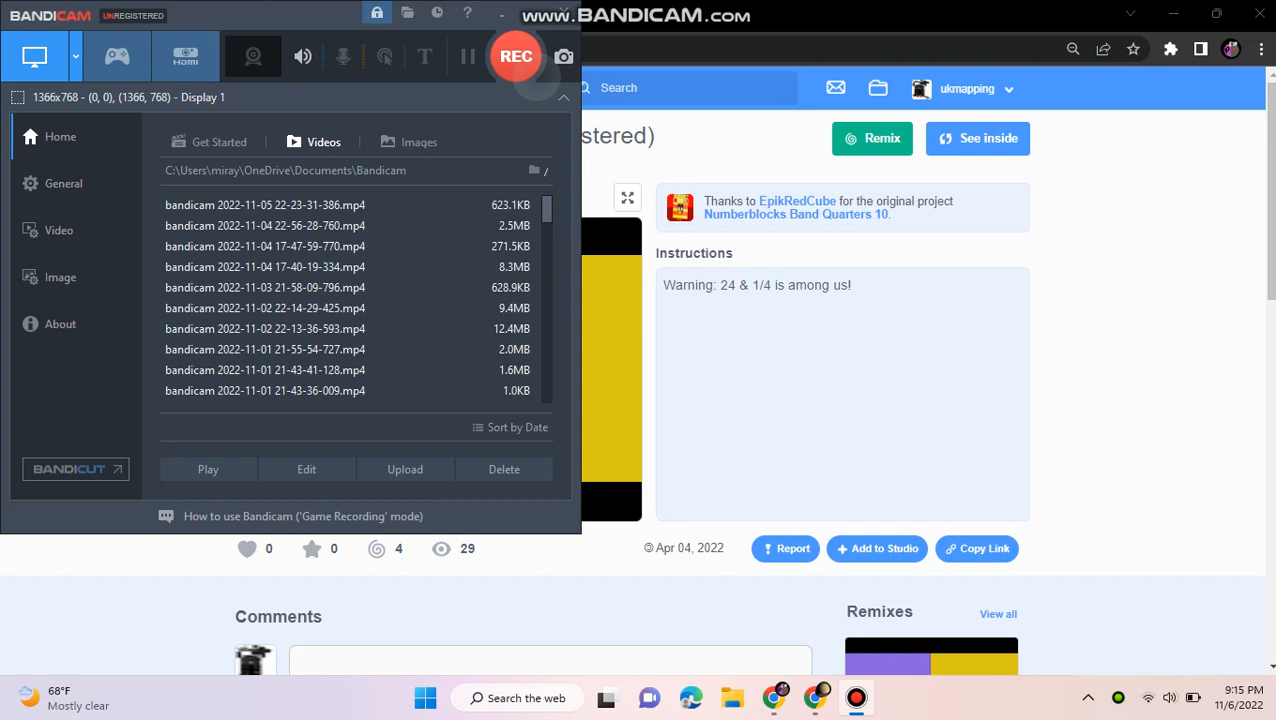 BANDICAM UNREGISTERED
www.BANDICAM.com
HDMI
T
REC
1366x768 - (0, 0), (1366, 768) - Display 1
Search
ukmapping
Home
General
Video
Image
About
BANDICUT
Get Started
Videos
Images
C:\Users\miray\OneDrive\Documents\Bandicam
/
bandicam 2022-11-05 22-23-31-386.mp4 623.1KB
bandicam 2022-11-04 22-56-28-760.mp4 2.5MB
bandicam 2022-11-04 17-47-59-770.mp4 271.5KB
bandicam 2022-11-04 17-40-19-334.mp4 8.3MB
bandicam 2022-11-03 21-58-09-796.mp4 628.9KB
bandicam 2022-11-02 22-14-29-425.mp4 9.4MB
bandicam 2022-11-02 22-13-36-593.mp4 12.4MB
bandicam 2022-11-01 21-55-54-727.mp4 2.0MB
bandicam 2022-11-01 21-43-41-128.mp4 1.6MB
bandicam 2022-11-01 21-43-36-009.mp4 1.0KB
Sort by Date
Play Edit Upload Delete
How to use Bandicam ('Game Recording' mode)
stered)
Remix
See inside
Thanks to EpikRedCube for the original project
Numberblocks Band Quarters 10.
Instructions
Warning: 24 & 1/4 is among us!
0 0 4 29
© Apr 04, 2022
Report
Add to Studio
Copy Link
Comments
Remixes
View all
68°F
Mostly clear
Search the web
9:15 PM
11/6/2022